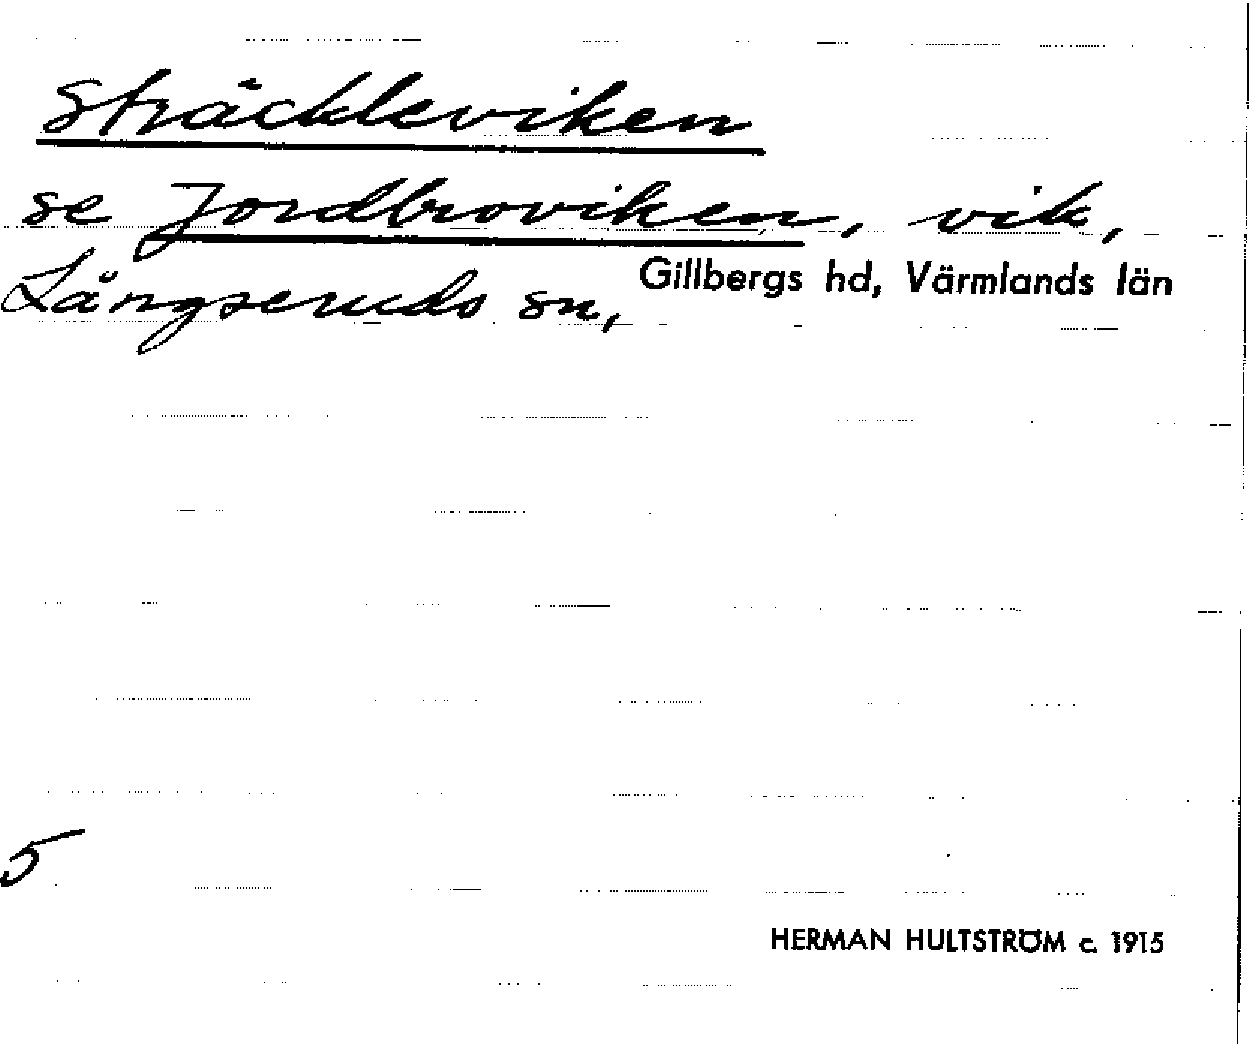 Sträckleviken
se Jordbroviken, vik,
Långseruds sn, Gillbergs hd, Värmlands län
5
HERMAN HULTSTRÖM c. 1915